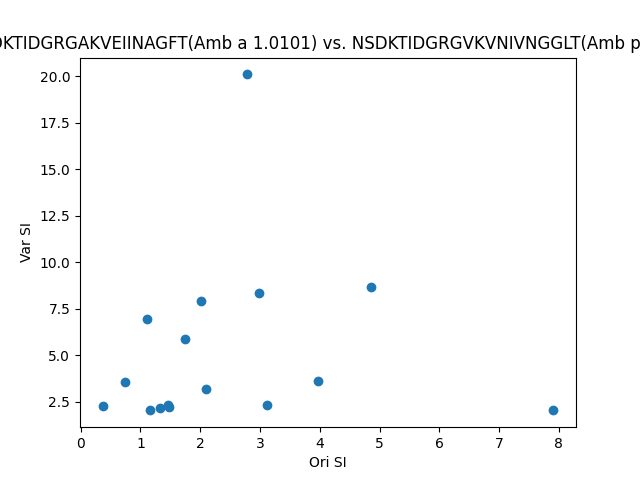 KTIDGRGAKVEIINAGFT(Amb a 1.0101) vs. NSDKTIDGRGVKVNIVNGGLT(Amb p
20.0
17.5
15.0
12.5
10.0
7.5
5.0
2.5
Var SI
0 1 2 3 4 5 6 7 8
Ori SI